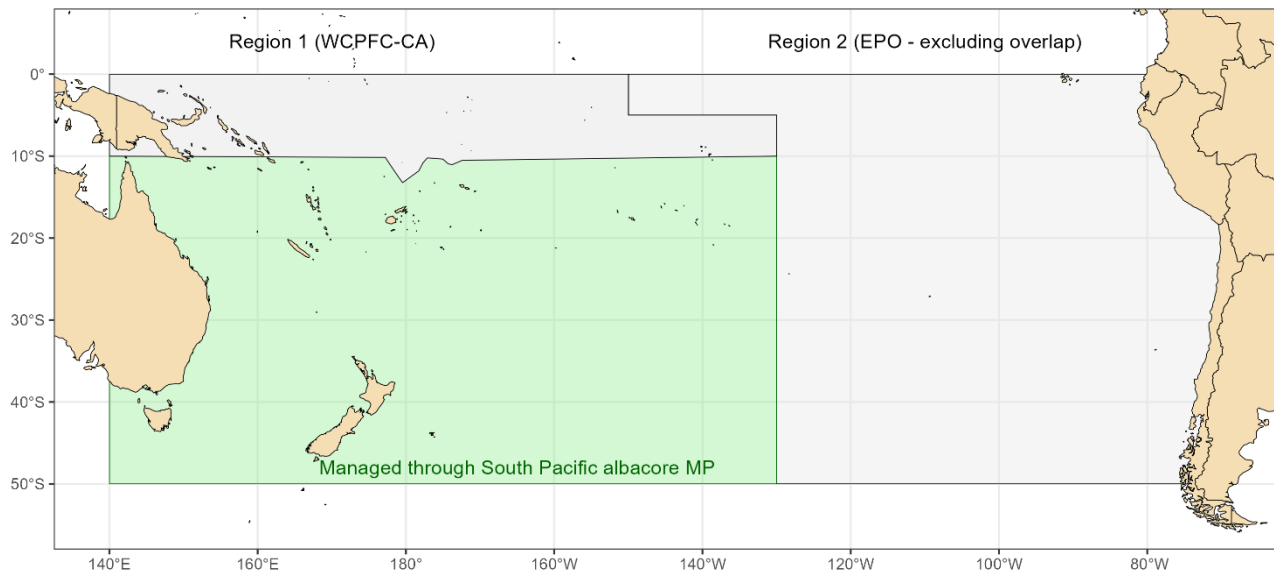 Region 1 (WCPFC-CA)
Region 2 (EPO - excluding overlap)
0°
10°S
20°S
30°S
40°S
50°S
Managed through South Pacific albacore MP
140°E
160°E
180°
160°W
140°W
120°W
100°W
80°W